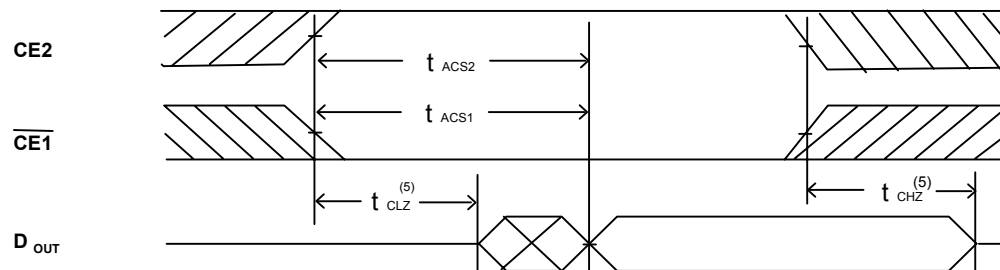 CE2
t ACS2
t ACS1
CE1
t CLZ (5)
t CHZ (5)
D OUT